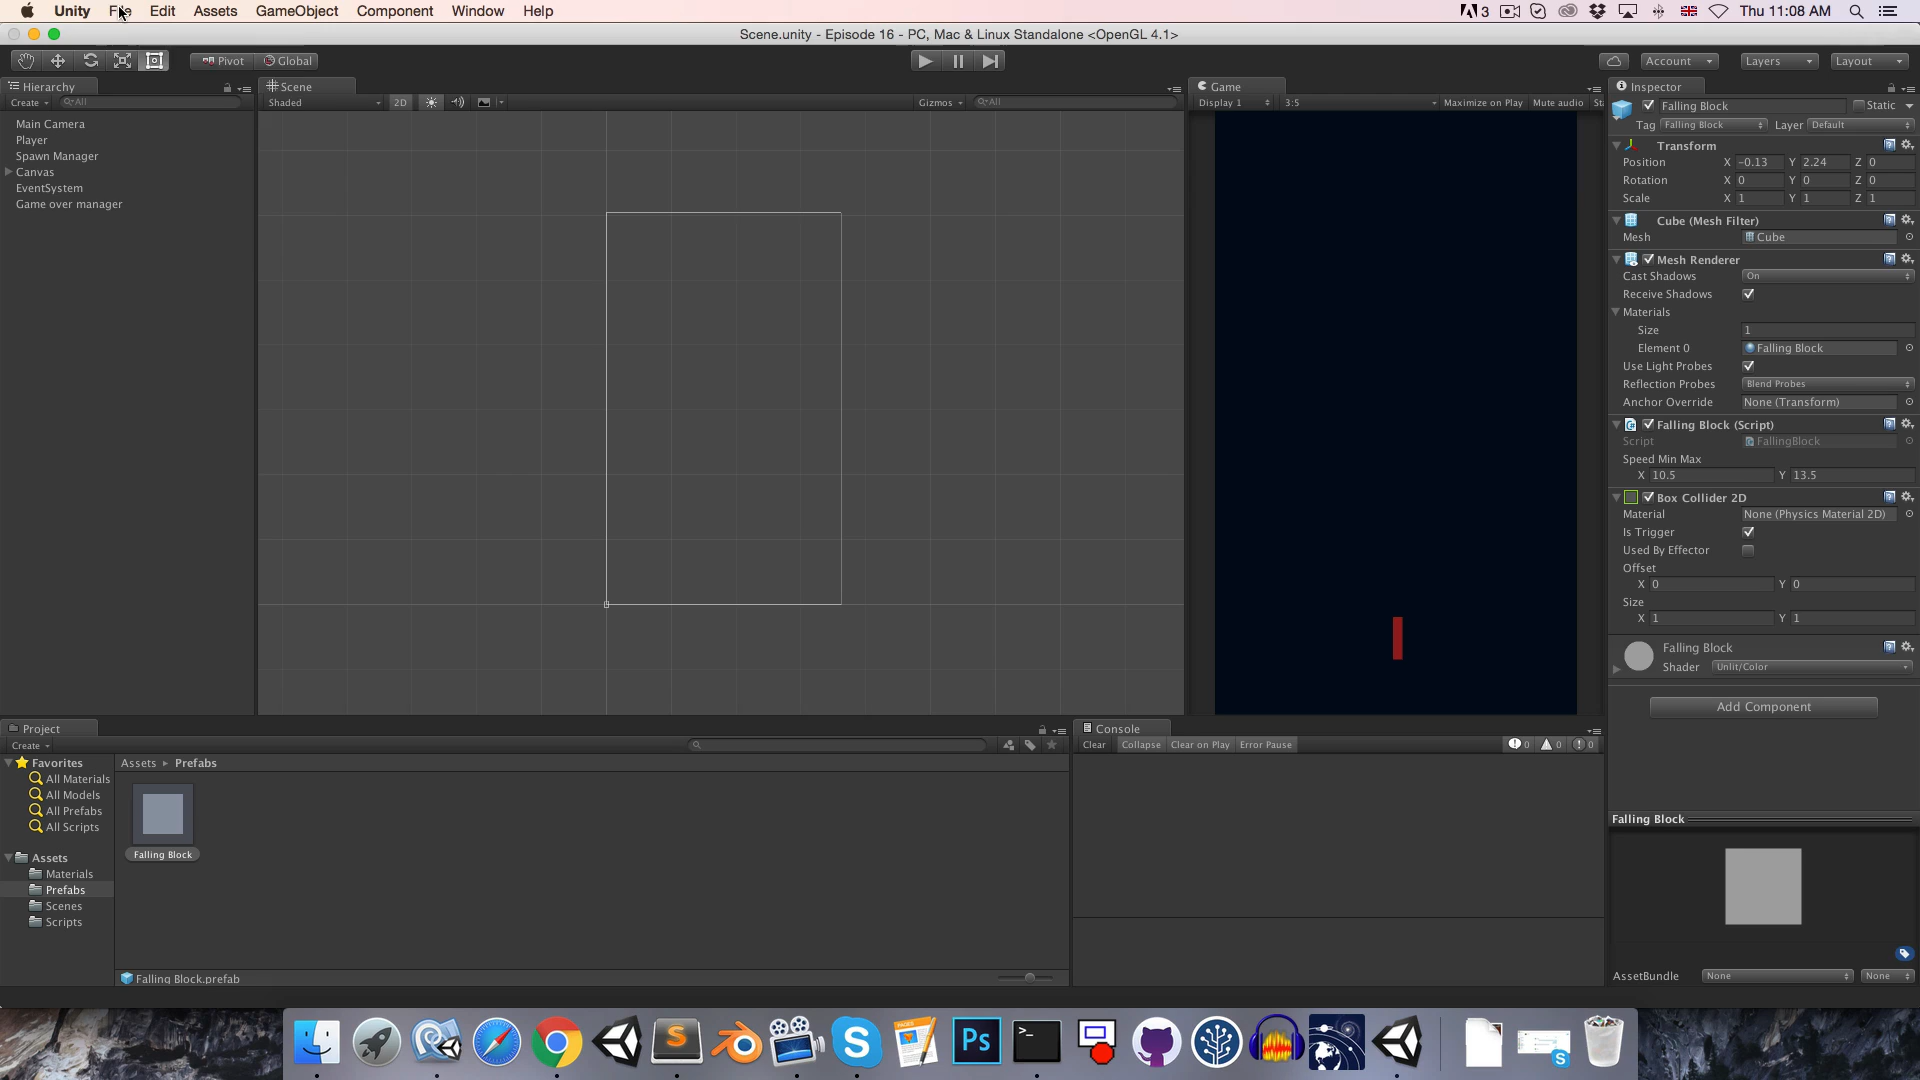 Unity File Edit Assets GameObject Component Window Help 3 Thu 11:08 AM
Scene.unity - Episode 16 - PC, Mac & Linux Standalone <OpenGL 4.1>
Pivot Global Account Layers Layout
Hierarchy Scene Game Inspector
Create All Shaded 2D Gizmos All Display 1 3:5 Maximize on Play Mute audio St
Falling Block Static
Tag Falling Block Layer Default
Main Camera
Player
Spawn Manager
Canvas
EventSystem
Game over manager
Transform
Position X -0.13 Y 2.24 Z 0
Rotation X 0 Y 0 Z 0
Scale X 1 Y 1 Z 1
Cube (Mesh Filter)
Mesh Cube
Mesh Renderer
Cast Shadows On
Receive Shadows
Materials
Size 1
Element 0 Falling Block
Use Light Probes
Reflection Probes Blend Probes
Anchor Override None (Transform)
Falling Block (Script)
Script FallingBlock
Speed Min Max
X 10.5 Y 13.5
Box Collider 2D
Material None (Physics Material 2D)
Is Trigger
Used By Effector
Offset
X 0 Y 0
Size
X 1 Y 1
Falling Block
Shader Unlit/Color
Add Component
Project Console
Create Clear Collapse Clear on Play Error Pause 0 0 0
Favorites
All Materials
All Models
All Prefabs
All Scripts
Assets
Materials
Prefabs
Scenes
Scripts
Assets Prefabs
Falling Block
Falling Block.prefab
Falling Block
AssetBundle None None
Ps